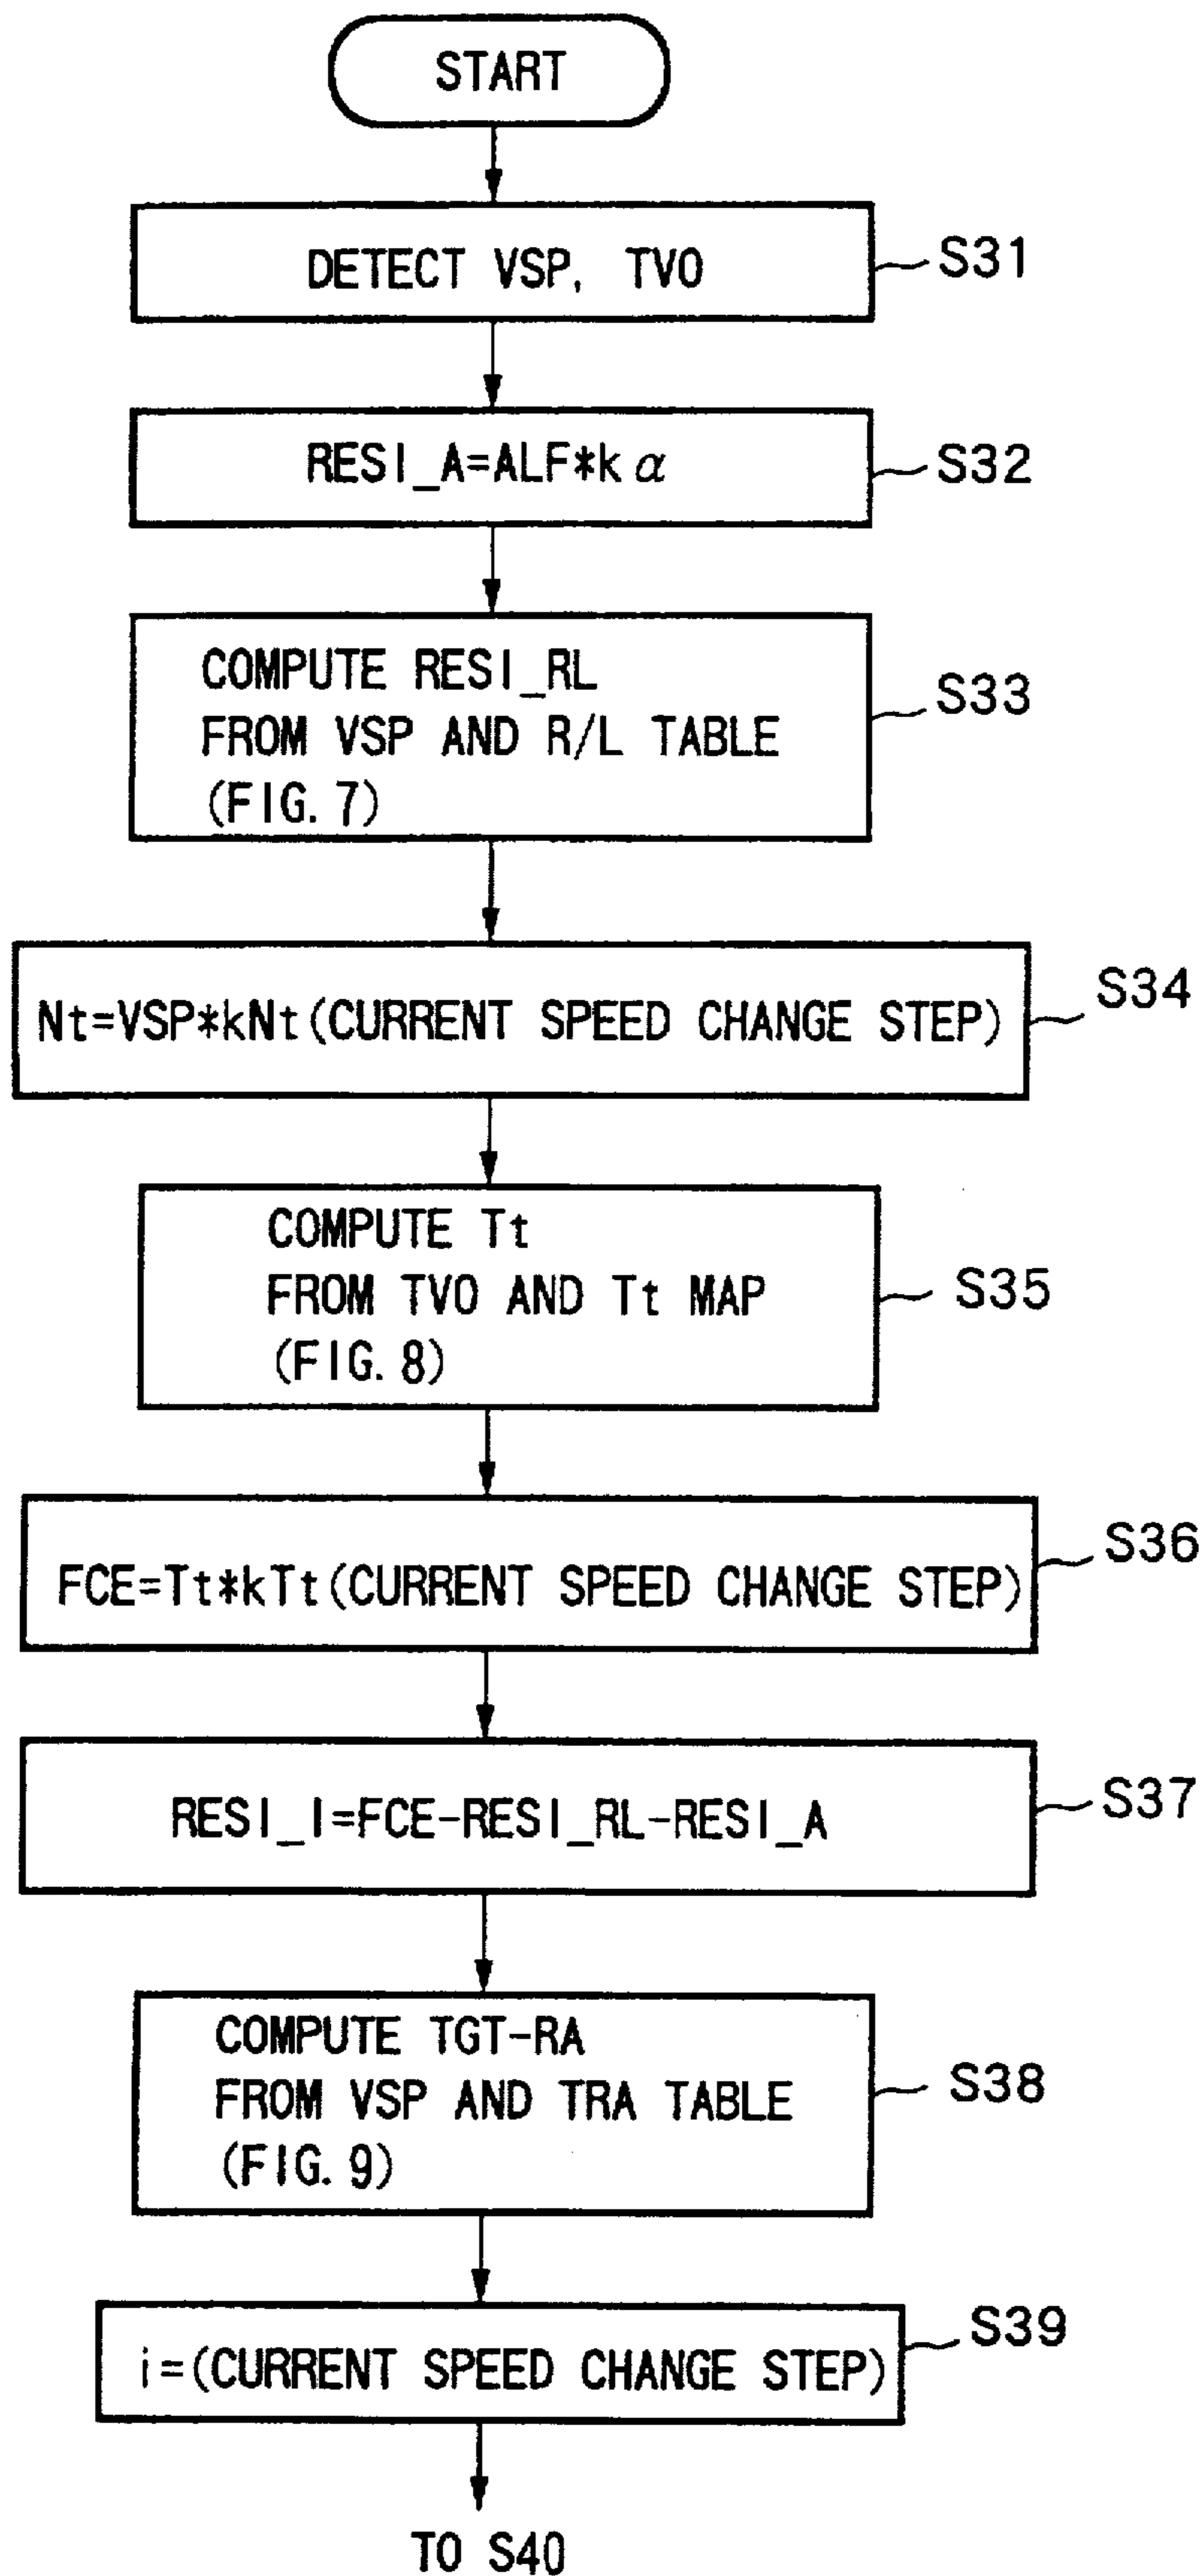 START
DETECT VSP, TVO
S31
RESI_A=ALF*kα
S32
COMPUTE RESI_RL
FROM VSP AND R/L TABLE
(FIG. 7)
S33
Nt=VSP*kNt(CURRENT SPEED CHANGE STEP)
S34
COMPUTE Tt
FROM TVO AND Tt MAP
(FIG. 8)
S35
FCE=Tt*kTt(CURRENT SPEED CHANGE STEP)
S36
RESI_I=FCE-RESI_RL-RESI_A
S37
COMPUTE TGT-RA
FROM VSP AND TRA TABLE
(FIG. 9)
S38
i=(CURRENT SPEED CHANGE STEP)
S39
TO S40